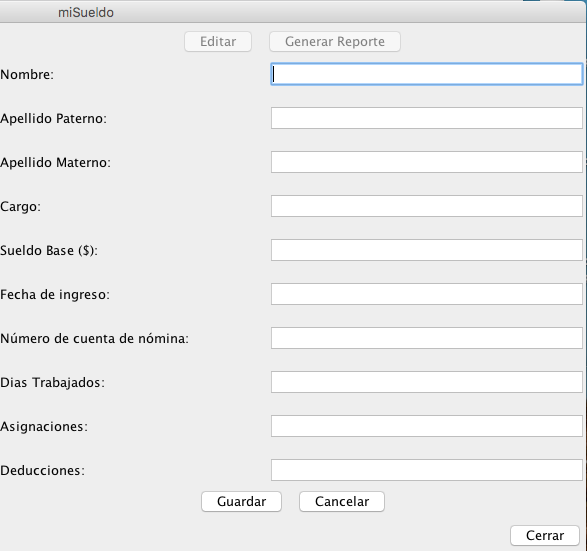 miSueldo
Editar Generar Reporte
Nombre:
Apellido Paterno:
Apellido Materno:
Cargo:
Sueldo Base ($):
Fecha de ingreso:
Número de cuenta de nómina:
Dias Trabajados:
Asignaciones:
Deducciones:
Guardar Cancelar
Cerrar